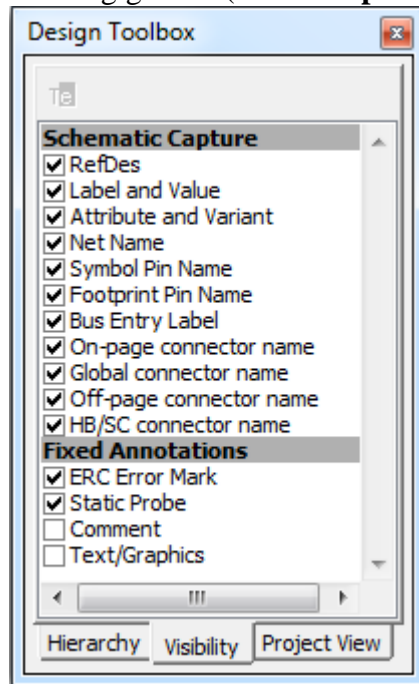 Design Toolbox
Te
Schematic Capture
RefDes
Label and Value
Attribute and Variant
Net Name
Symbol Pin Name
Footprint Pin Name
Bus Entry Label
On-page connector name
Global connector name
Off-page connector name
HB/SC connector name
Fixed Annotations
ERC Error Mark
Static Probe
Comment
Text/Graphics
Hierarchy Visibility Project View